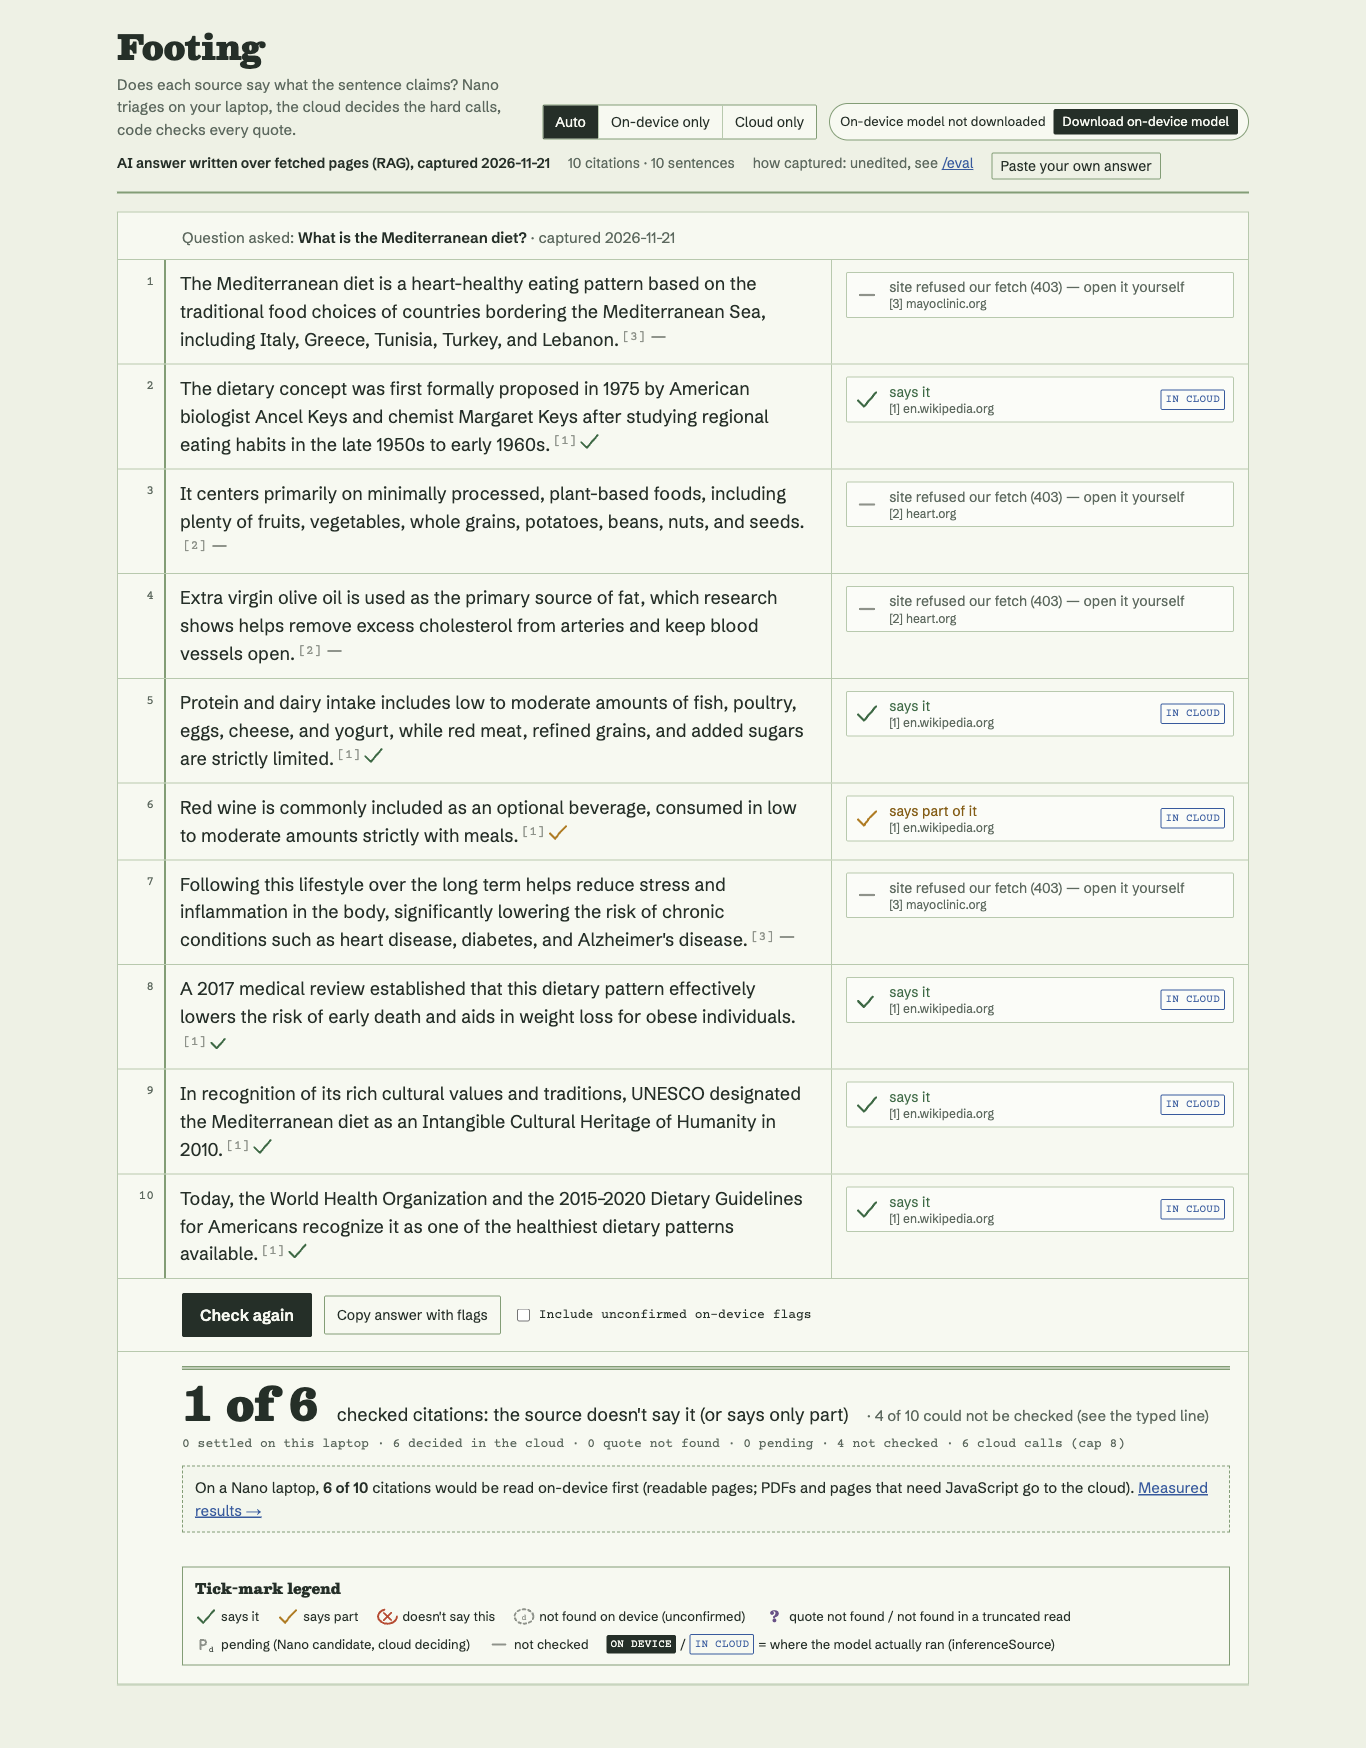 Footing
Does each source say what the sentence claims? Nano
triages on your laptop, the cloud decides the hard calls,
code checks every quote.
Auto
On-device only
Cloud only
On-device model not downloaded
Download on-device model
AI answer written over fetched pages (RAG), captured 2026-11-21
10 citations · 10 sentences
how captured: unedited, see /eval
Paste your own answer
Question asked: What is the Mediterranean diet? · captured 2026-11-21
1
The Mediterranean diet is a heart-healthy eating pattern based on the
traditional food choices of countries bordering the Mediterranean Sea,
including Italy, Greece, Tunisia, Turkey, and Lebanon. [3] —
— site refused our fetch (403) — open it yourself
[3] mayoclinic.org
2
The dietary concept was first formally proposed in 1975 by American
biologist Ancel Keys and chemist Margaret Keys after studying regional
eating habits in the late 1950s to early 1960s. [1] ✓
✓ says it
[1] en.wikipedia.org
IN CLOUD
3
It centers primarily on minimally processed, plant-based foods, including
plenty of fruits, vegetables, whole grains, potatoes, beans, nuts, and seeds.
[2] —
— site refused our fetch (403) — open it yourself
[2] heart.org
4
Extra virgin olive oil is used as the primary source of fat, which research
shows helps remove excess cholesterol from arteries and keep blood
vessels open. [2] —
— site refused our fetch (403) — open it yourself
[2] heart.org
5
Protein and dairy intake includes low to moderate amounts of fish, poultry,
eggs, cheese, and yogurt, while red meat, refined grains, and added sugars
are strictly limited. [1] ✓
✓ says it
[1] en.wikipedia.org
IN CLOUD
6
Red wine is commonly included as an optional beverage, consumed in low
to moderate amounts strictly with meals. [1] ✓
✓ says part of it
[1] en.wikipedia.org
IN CLOUD
7
Following this lifestyle over the long term helps reduce stress and
inflammation in the body, significantly lowering the risk of chronic
conditions such as heart disease, diabetes, and Alzheimer's disease. [3] —
— site refused our fetch (403) — open it yourself
[3] mayoclinic.org
8
A 2017 medical review established that this dietary pattern effectively
lowers the risk of early death and aids in weight loss for obese individuals.
[1] ✓
✓ says it
[1] en.wikipedia.org
IN CLOUD
9
In recognition of its rich cultural values and traditions, UNESCO designated
the Mediterranean diet as an Intangible Cultural Heritage of Humanity in
2010. [1] ✓
✓ says it
[1] en.wikipedia.org
IN CLOUD
10
Today, the World Health Organization and the 2015–2020 Dietary Guidelines
for Americans recognize it as one of the healthiest dietary patterns
available. [1] ✓
✓ says it
[1] en.wikipedia.org
IN CLOUD
Check again
Copy answer with flags
Include unconfirmed on-device flags
1 of 6 checked citations: the source doesn't say it (or says only part) · 4 of 10 could not be checked (see the typed line)
0 settled on this laptop · 6 decided in the cloud · 0 quote not found · 0 pending · 4 not checked · 6 cloud calls (cap 8)
On a Nano laptop, 6 of 10 citations would be read on-device first (readable pages; PDFs and pages that need JavaScript go to the cloud). Measured
results →
Tick-mark legend
✓ says it ✓ says part ⊗ doesn't say this d not found on device (unconfirmed) ? quote not found / not found in a truncated read
Pd pending (Nano candidate, cloud deciding) — not checked ON DEVICE / IN CLOUD = where the model actually ran (inferenceSource)